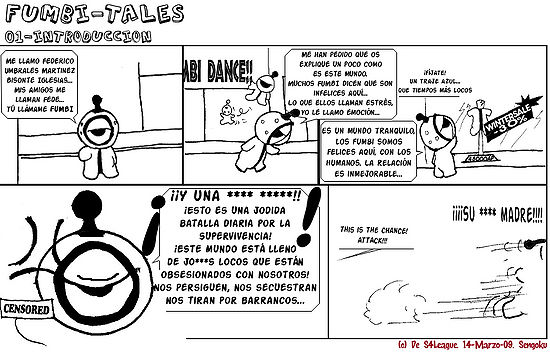 FUMBI-TALES
01-INTRODUCCION
ME LLAMO FEDERICO
UMBRALES MARTINEZ
BISONTE IGLESIAS...
MIS AMIGOS ME
LLAMAN FEDE...
TÚ LLÁMAME FUMBI
BI DANCE!!
ME HAN PEDIDO QUE OS
EXPLIQUE UN POCO COMO
ES ESTE MUNDO.
MUCHOS FUMBI DICÉN QUE SON
INFELICES AQUÍ...
LO QUE ELLOS LLAMAN ESTRÉS,
YO LE LLAMO EMOCIÓN...
¡FÍJATE!
UN TRAJE AZUL...
QUE TIEMPOS MÁS LOCOS
WINTERSALE
30%
45000AP
ES UN MUNDO TRANQUILO,
LOS FUMBI SOMOS
FELICES AQUÍ, CON LOS
HUMANOS. LA RELACIÓN
ES INMEJORABLE...
¡¡Y UNA **** *****!!
¡ESTO ES UNA JODIDA
BATALLA DIARIA POR LA
SUPERVIVENCIA!
¡ESTE MUNDO ESTÁ LLENO
DE JO***S LOCOS QUE ESTÁN
OBSESIONADOS CON NOSOTROS!
NOS PERSIGUEN, NOS SECUESTRAN
NOS TIRAN POR BARRANCOS...
CENSORED
¡¡¡¡SU **** MADRE!!!!
THIS IS THE CHANCE!
ATTACK!!!
(c) De S4League. 14-Marzo-09. Sengoku